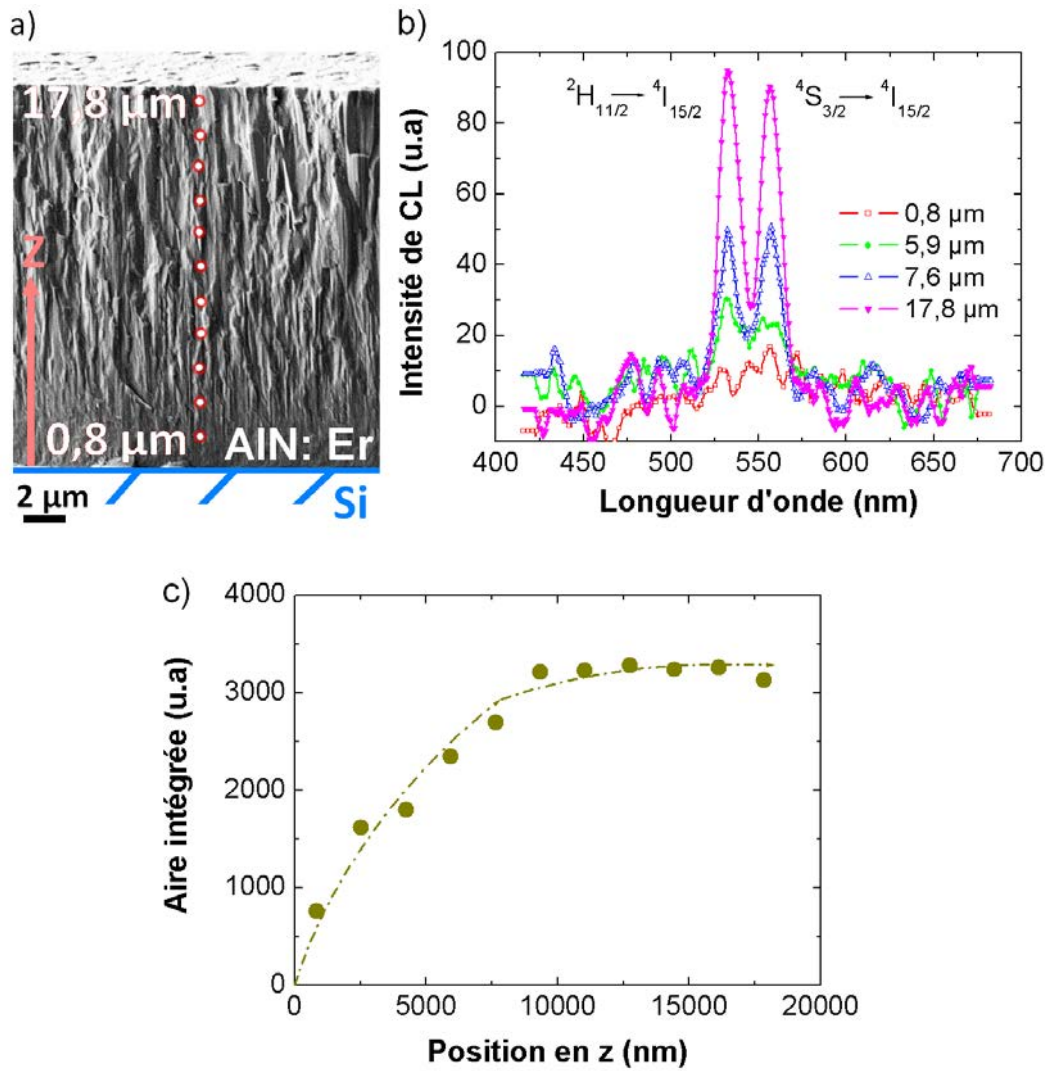 a)
17,8 µm
Z
0,8 µm
AlN: Er
2 µm
Si
b)
Intensité de CL (u.a)
100
80
60
40
20
0
²H₁₁/₂ → ⁴I₁₅/₂
⁴S₃/₂ → ⁴I₁₅/₂
0,8 µm
5,9 µm
7,6 µm
17,8 µm
400 450 500 550 600 650 700
Longueur d'onde (nm)
c)
Aire intégrée (u.a)
4000
3000
2000
1000
0
0 5000 10000 15000 20000
Position en z (nm)